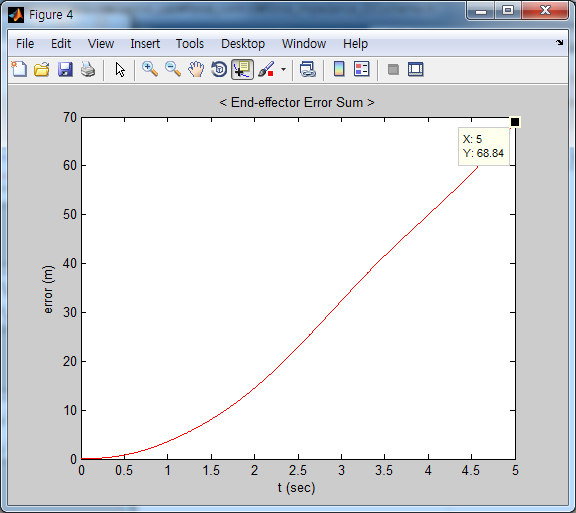 Figure 4
File Edit View Insert Tools Desktop Window Help
< End-effector Error Sum >
70
60
50
40
30
20
10
0
error (m)
X: 5
Y: 68.84
0 0.5 1 1.5 2 2.5 3 3.5 4 4.5 5
t (sec)